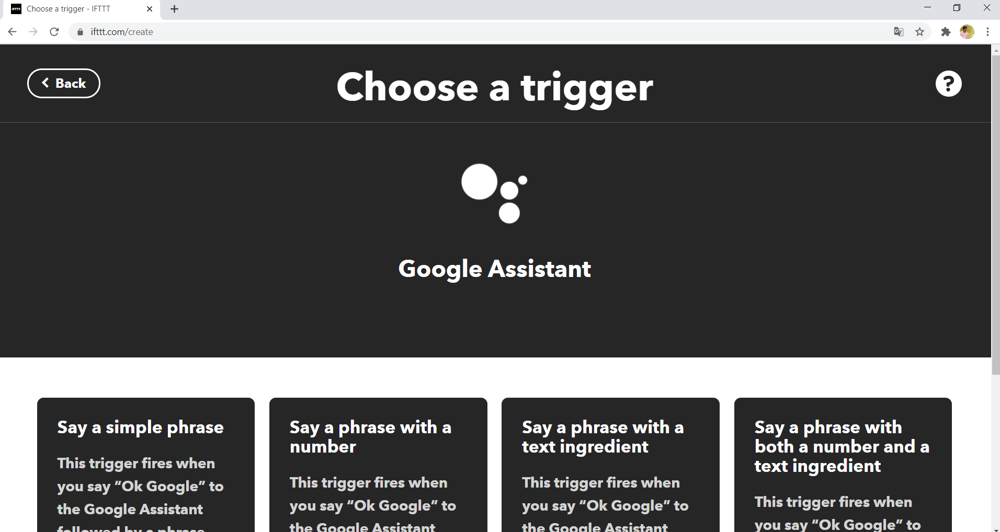 IFTTT
Choose a trigger - IFTTT
ifttt.com/create
Back
Choose a trigger
?
Google Assistant
Say a simple phrase
This trigger fires when
you say “Ok Google” to
the Google Assistant
followed by a phrase
Say a phrase with a
number
This trigger fires when
you say “Ok Google” to
the Google Assistant
Say a phrase with a
text ingredient
This trigger fires when
you say “Ok Google” to
the Google Assistant
Say a phrase with
both a number and a
text ingredient
This trigger fires when
you say “Ok Google” to